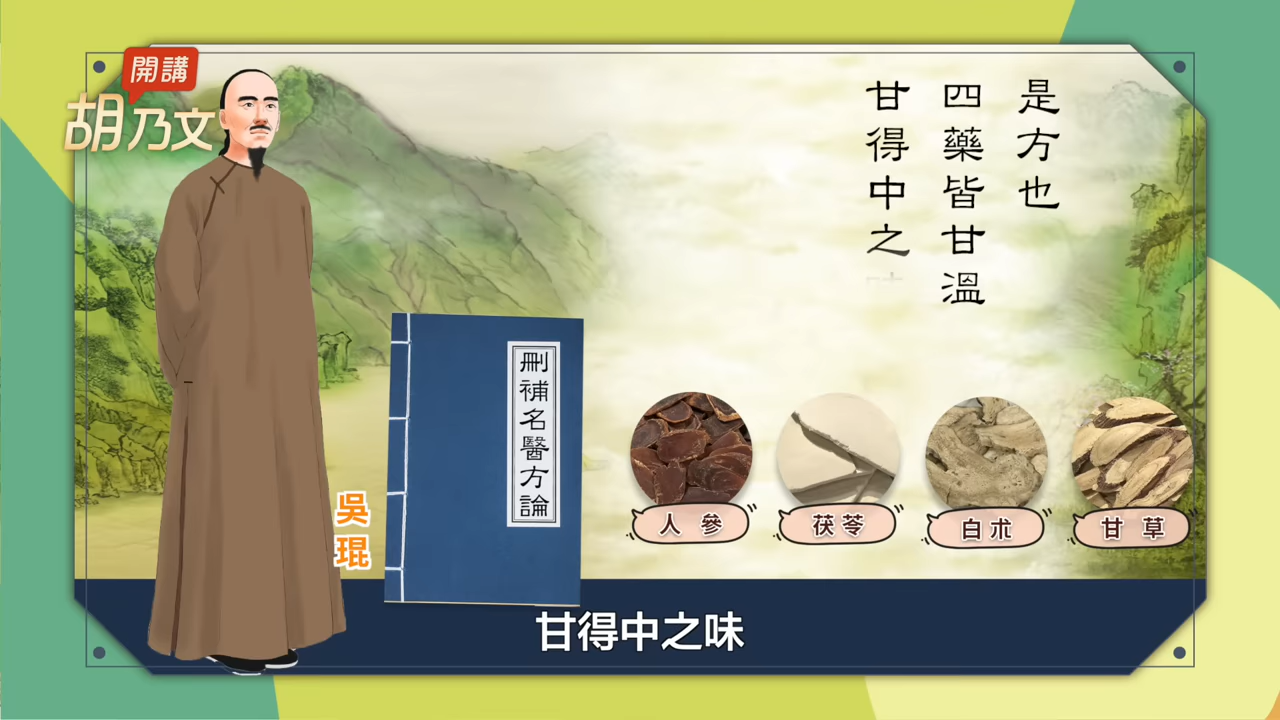 開講
胡乃文
是方也
四藥皆甘溫
甘得中之
刪補名醫方論
吳琨
人參
茯苓
白朮
甘草
甘得中之味